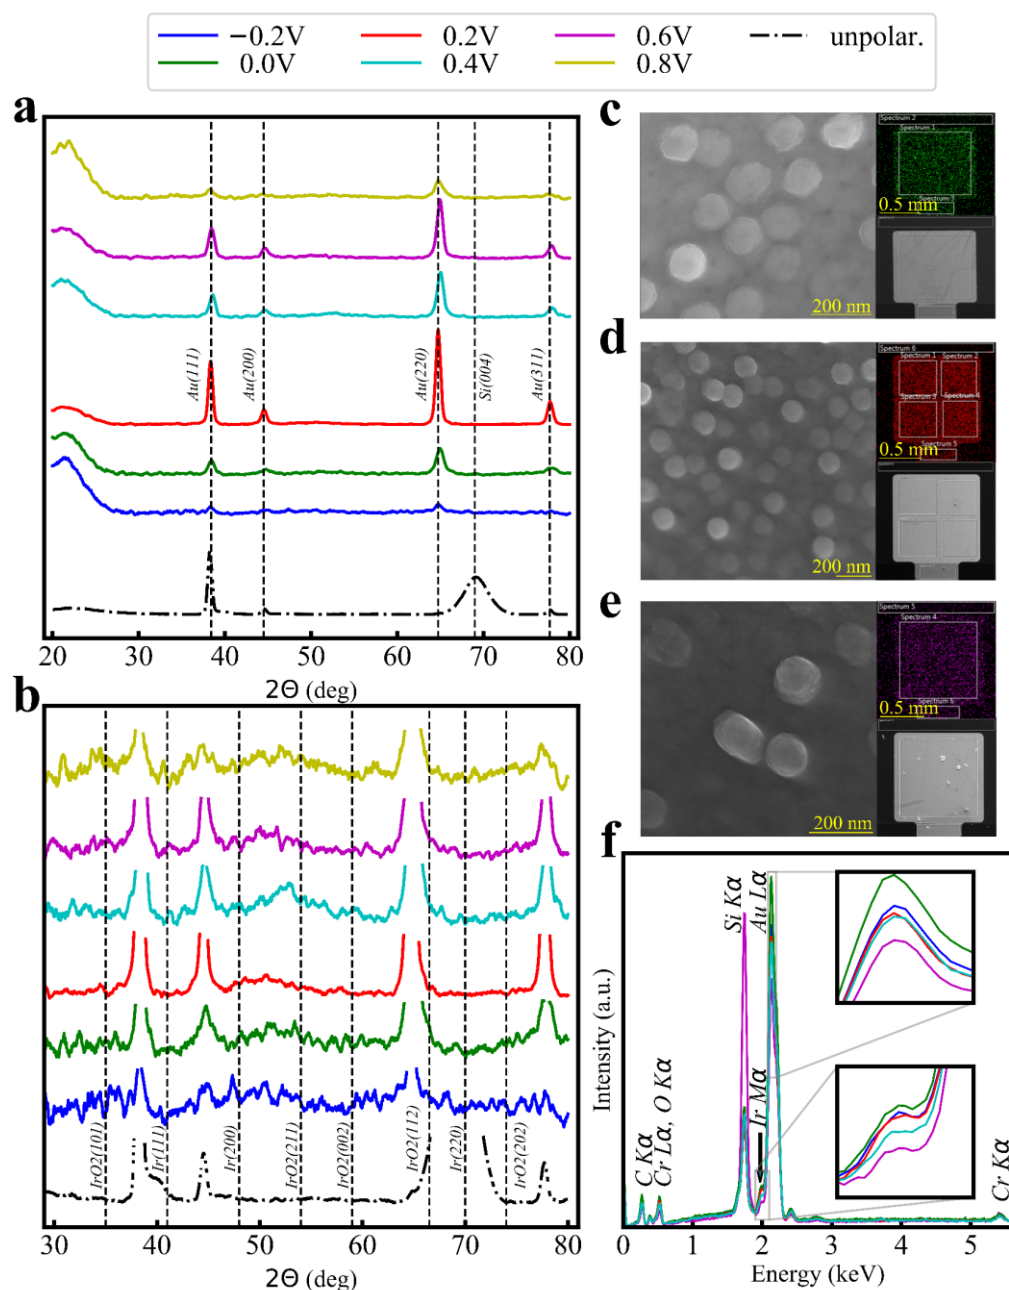 −0.2V 0.2V 0.6V unpolar.
0.0V 0.4V 0.8V
a
Au(111)
Au(200)
Au(220)
Si(004)
Au(311)
20 30 40 50 60 70 80
2Θ (deg)
b
IrO2(101)
Ir(111)
Ir(200)
IrO2(211)
IrO2(002)
IrO2(112)
Ir(220)
IrO2(202)
30 40 50 60 70 80
2Θ (deg)
c
200 nm
Spectrum 2
Spectrum 1
0.5 mm
d
200 nm
Spectrum 6
Spectrum 1 Spectrum 2
Spectrum 3 Spectrum 4
0.5 mm
Spectrum 5
e
200 nm
Spectrum 5
Spectrum 4
0.5 mm
Spectrum 6
f
Intensity (a.u.)
C Kα
Cr Lα, O Kα
Si Kα
Au Lα
Ir Mα
Cr Kα
0 1 2 3 4 5
Energy (keV)